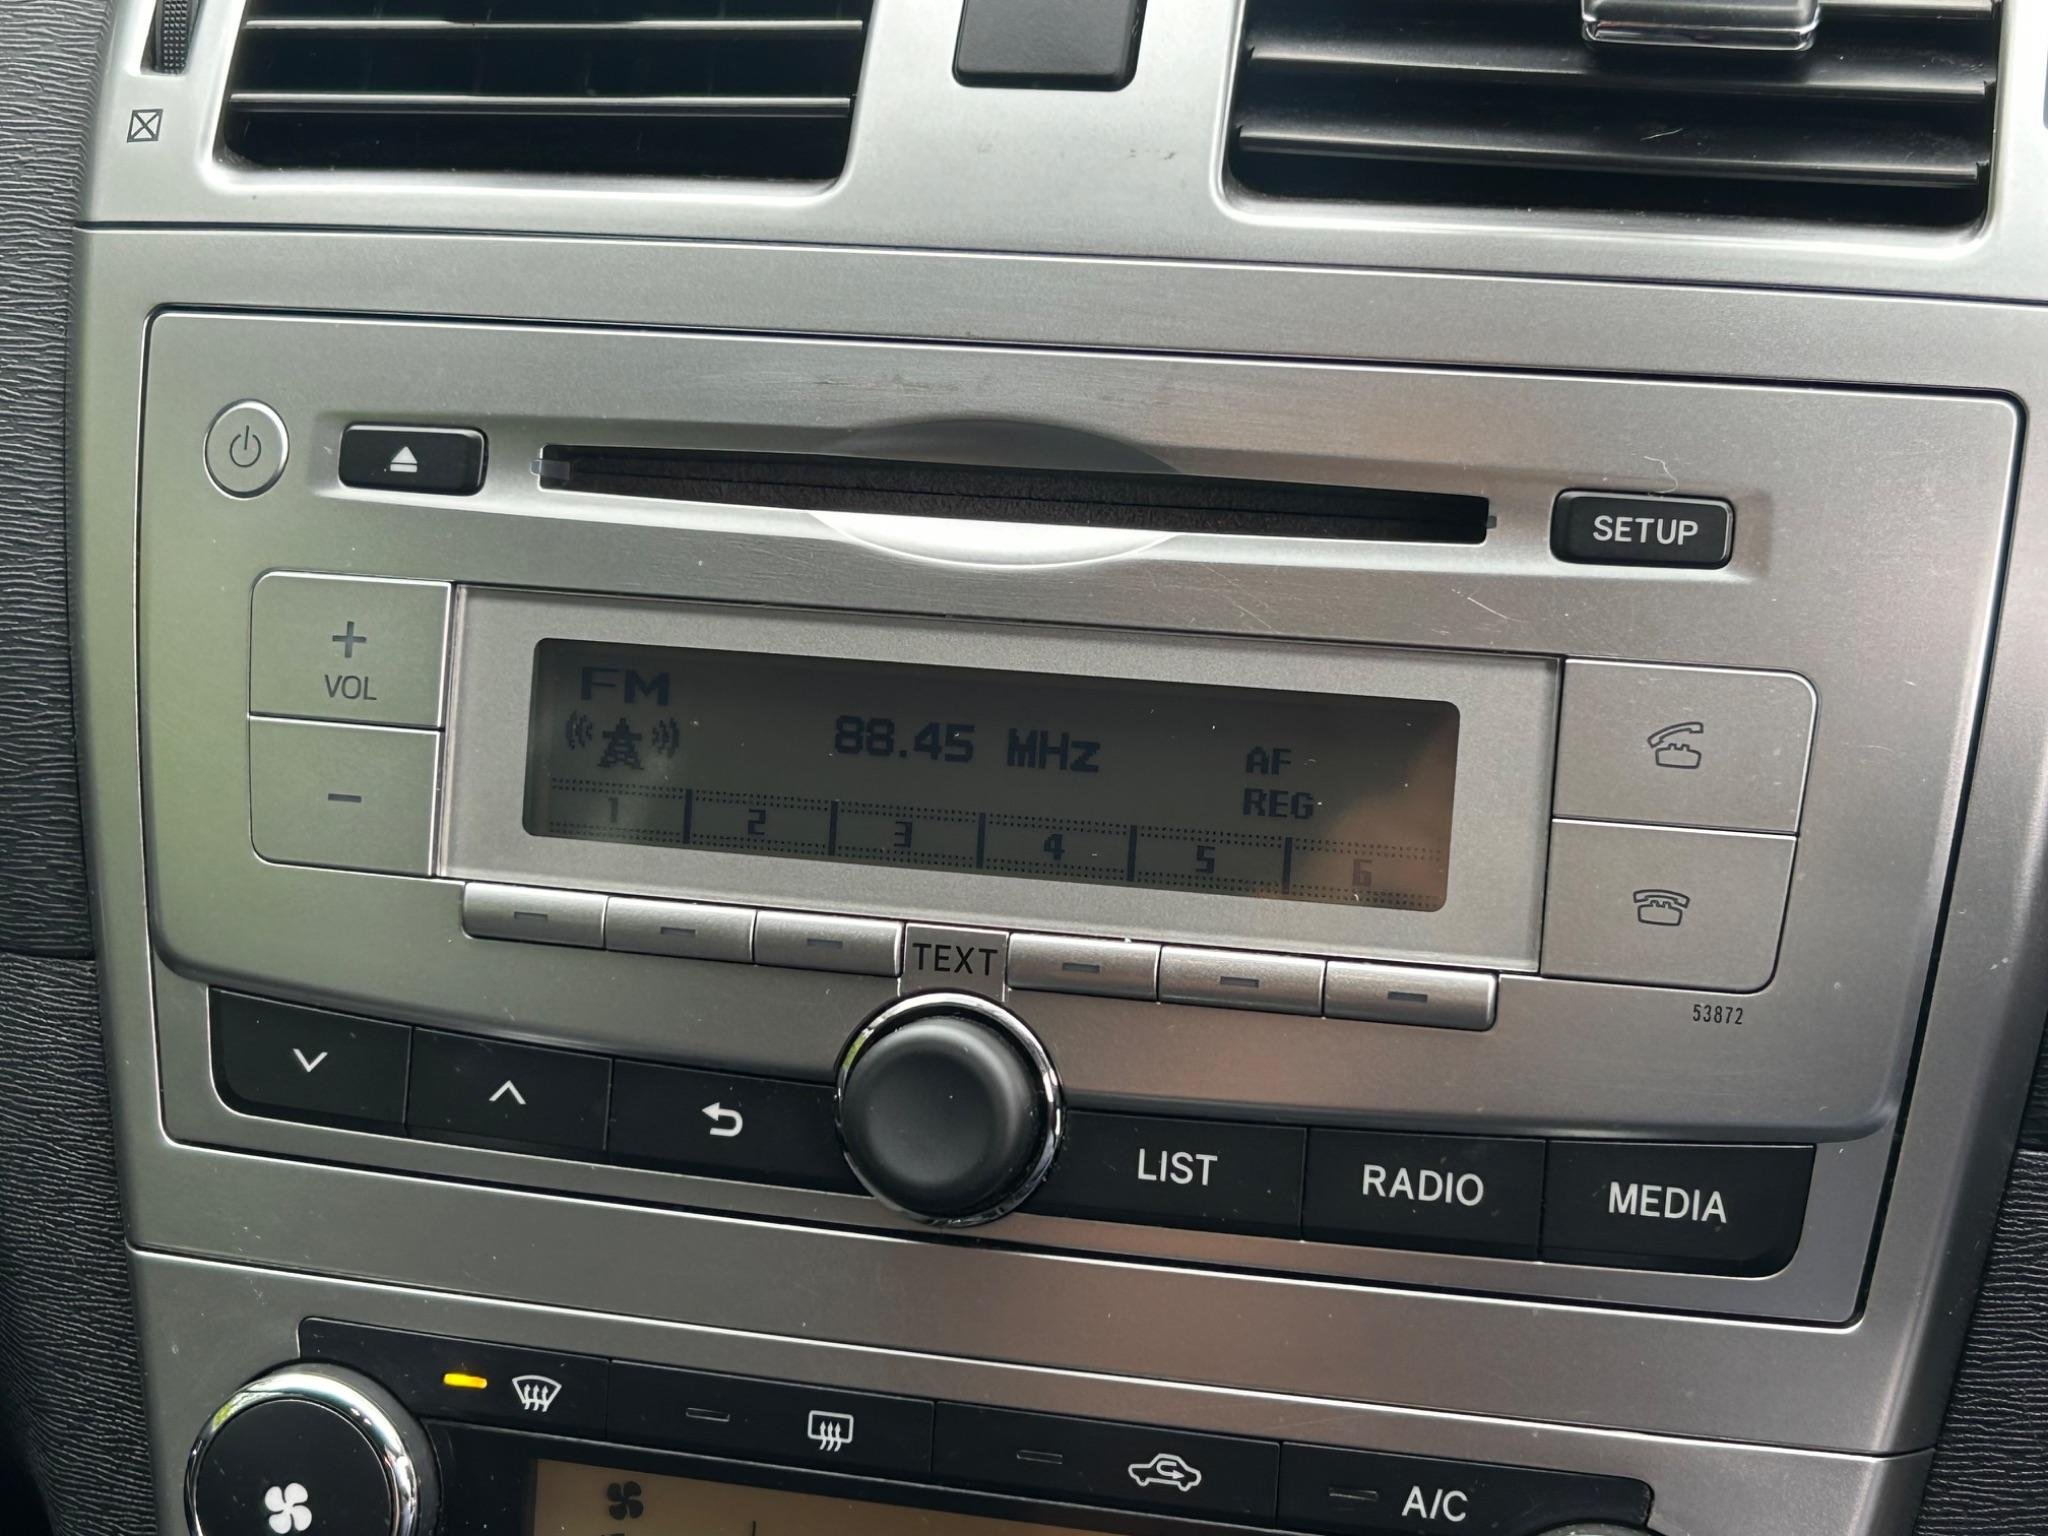 SETUP
+
VOL
-
FM
88.45 MHz
AF
REG
1 2 3 4 5 6
TEXT
53872
LIST
RADIO
MEDIA
A/C